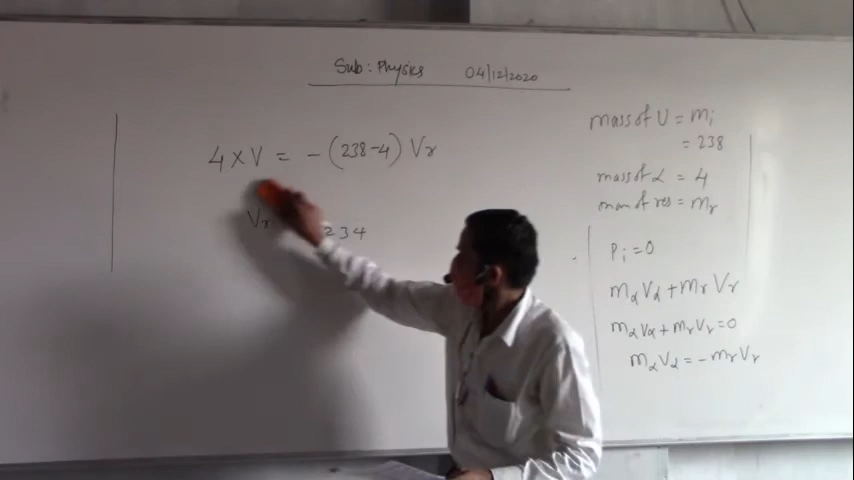 Sub: Physics 04/12/2020
4 × V = - (238-4) Vr
Vr 234
mass of U = mi
= 238
mass of α = 4
mass of res = mr
Pi = 0
mαVα + mrVr
mαVα + mrVr = 0
mαVα = - mrVr